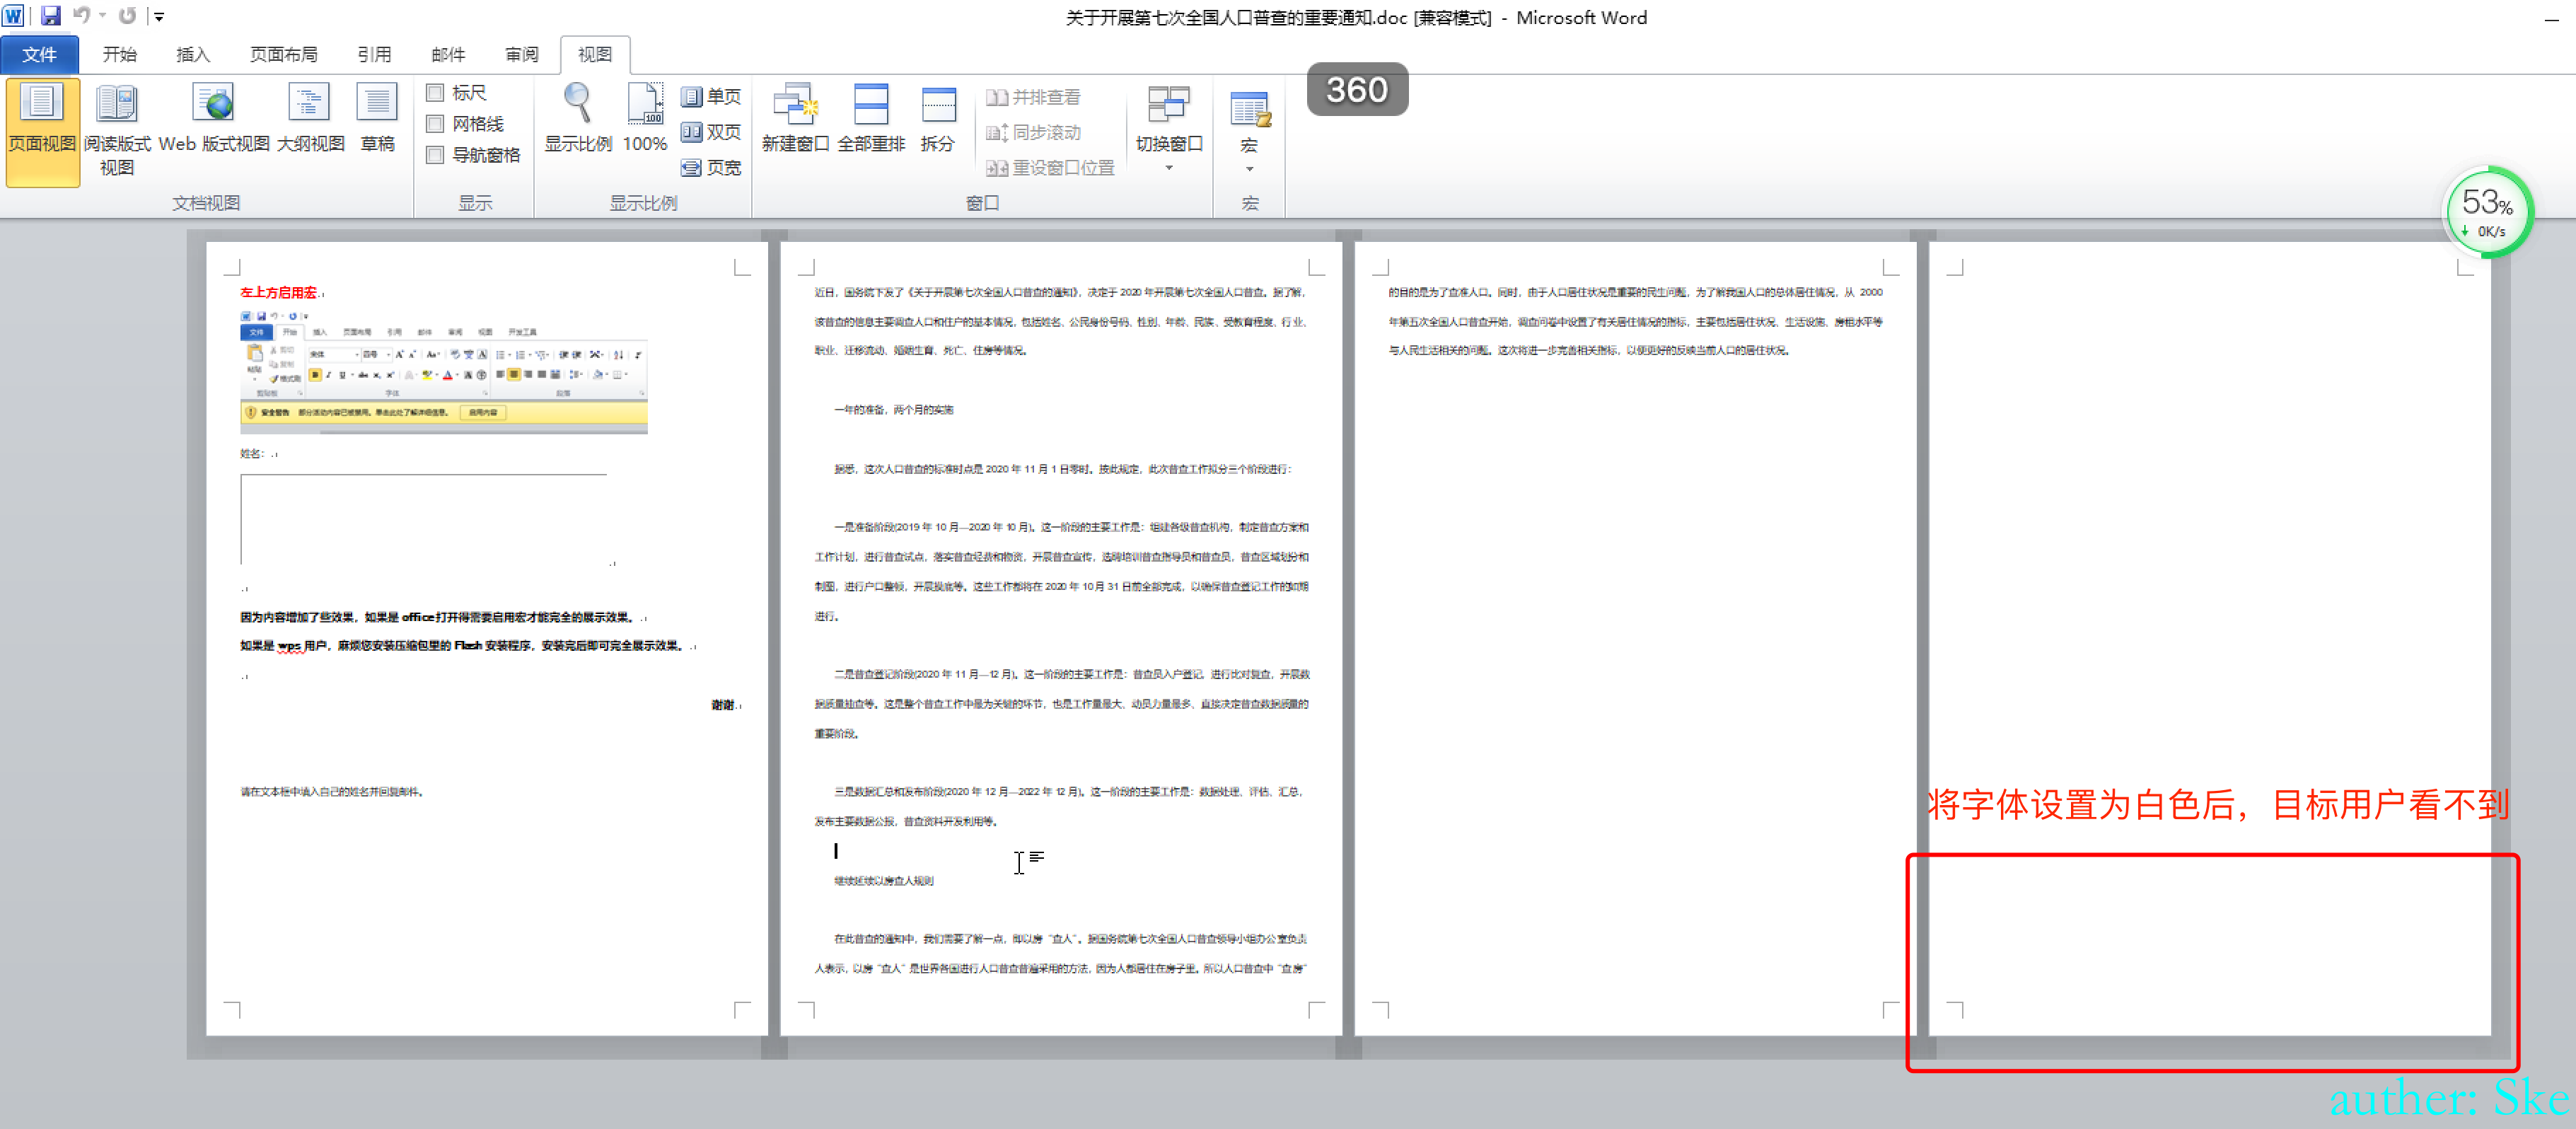 关于开展第七次全国人口普查的重要通知.doc [兼容模式] - Microsoft Word
文件 开始 插入 页面布局 引用 邮件 审阅 视图
360
页面视图 阅读版式视图 Web 版式视图 大纲视图 草稿
标尺
网格线
导航窗格
显示比例 100%
单页
双页
页宽
新建窗口 全部重排 拆分
并排查看
同步滚动
重设窗口位置
切换窗口
宏
文档视图 显示 显示比例 窗口 宏
53%
0K/s
左上方启用宏
文件 开始 插入 页面布局 引用 邮件 审阅 视图 开发工具
剪切
复制
粘贴 格式刷
宋体 四号
剪贴板 字体 段落
安全警告 部分活动内容已被禁用。单击此处了解详细信息。 启用内容
姓名：
因为内容增加了些效果，如果是 office 打开得需要启用宏才能完全的展示效果。
如果是 wps 用户，麻烦您安装压缩包里的 Flash 安装程序，安装完后即可完全展示效果。
谢谢
请在文本框中填入自己的姓名并回复邮件。
近日，国务院下发了《关于开展第七次全国人口普查的通知》，决定于 2020 年开展第七次全国人口普查。据了解，
该普查的信息主要调查人口和住户的基本情况，包括姓名、公民身份号码、性别、年龄、民族、受教育程度、行业、
职业、迁移流动、婚姻生育、死亡、住房等情况。
一年的准备，两个月的实施
据悉，这次人口普查的标准时点是 2020 年 11 月 1 日零时。按此规定，此次普查工作拟分三个阶段进行：
一是准备阶段(2019 年 10 月—2020 年 10 月)。这一阶段的主要工作是：组建各级普查机构，制定普查方案和
工作计划，进行普查试点，落实普查经费和物资，开展普查宣传，选聘培训普查指导员和普查员，普查区域划分和
制图，进行户口整顿，开展摸底等。这些工作都将在 2020 年 10 月 31 日前全部完成，以确保普查登记工作的如期
进行。
二是普查登记阶段(2020 年 11 月—12 月)。这一阶段的主要工作是：普查员入户登记，进行比对复查，开展数
据质量抽查等。这是整个普查工作中最为关键的环节，也是工作量最大、动员力量最多、直接决定普查数据质量的
重要阶段。
三是数据汇总和发布阶段(2020 年 12 月—2022 年 12 月)。这一阶段的主要工作是：数据处理、评估、汇总，
发布主要数据公报，普查资料开发利用等。
继续延续以房查人规则
在此普查的通知中，我们需要了解一点，即以房“查人”。据国务院第七次全国人口普查领导小组办公室负责
人表示，以房“查人”是世界各国进行人口普查普遍采用的方法，因为人都居住在房子里。所以人口普查中“查房”
的目的是为了查准人口。同时，由于人口居住状况是重要的民生问题，为了解我国人口的总体居住情况，从 2000
年第五次全国人口普查开始，调查问卷中设置了有关居住情况的指标，主要包括居住状况、生活设施、房租水平等
与人民生活相关的问题。这次将进一步完善相关指标，以便更好的反映当前人口的居住状况。
将字体设置为白色后，目标用户看不到
auther: Ske